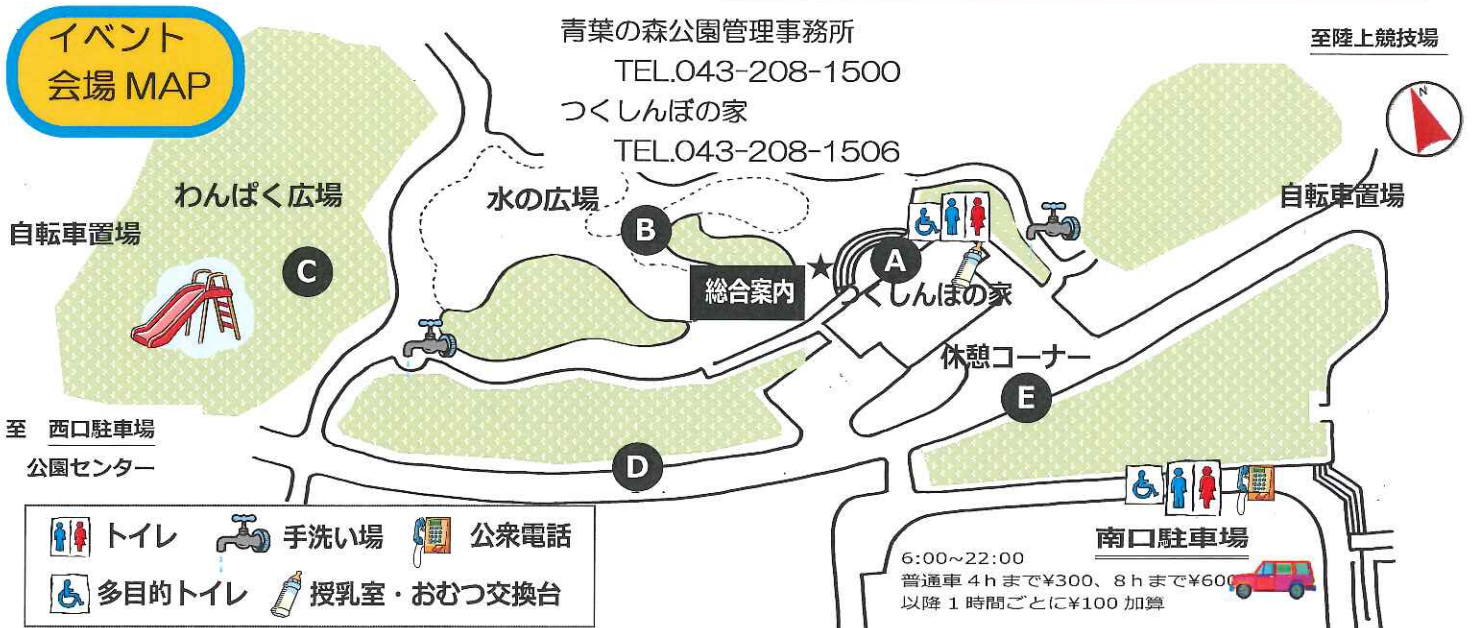 イベント
会場 MAP
青葉の森公園管理事務所
TEL.043-208-1500
つくしんぼの家
TEL.043-208-1506
至陸上競技場
N
わんぱく広場
水の広場
自転車置場
自転車置場
B
C
A
総合案内 ★
つくしんぼの家
休憩コーナー
E
至 西口駐車場
公園センター
D
トイレ 手洗い場 公衆電話
多目的トイレ 授乳室・おむつ交換台
南口駐車場
6:00~22:00
普通車 4hまで¥300、8hまで¥600
以降 1 時間ごとに¥100 加算